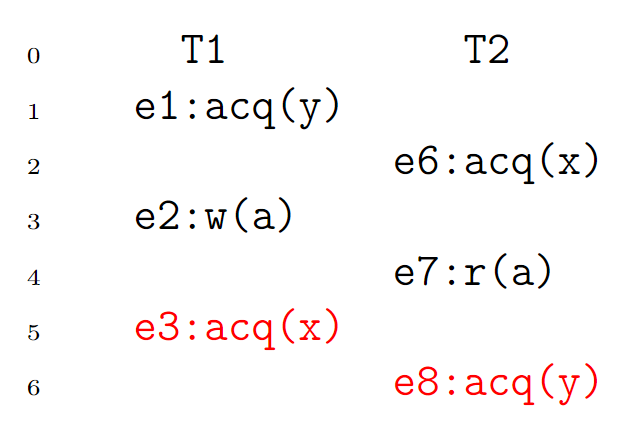 0 T1 T2
1 e1:acq(y)
2 e6:acq(x)
3 e2:w(a)
4 e7:r(a)
5 e3:acq(x)
6 e8:acq(y)